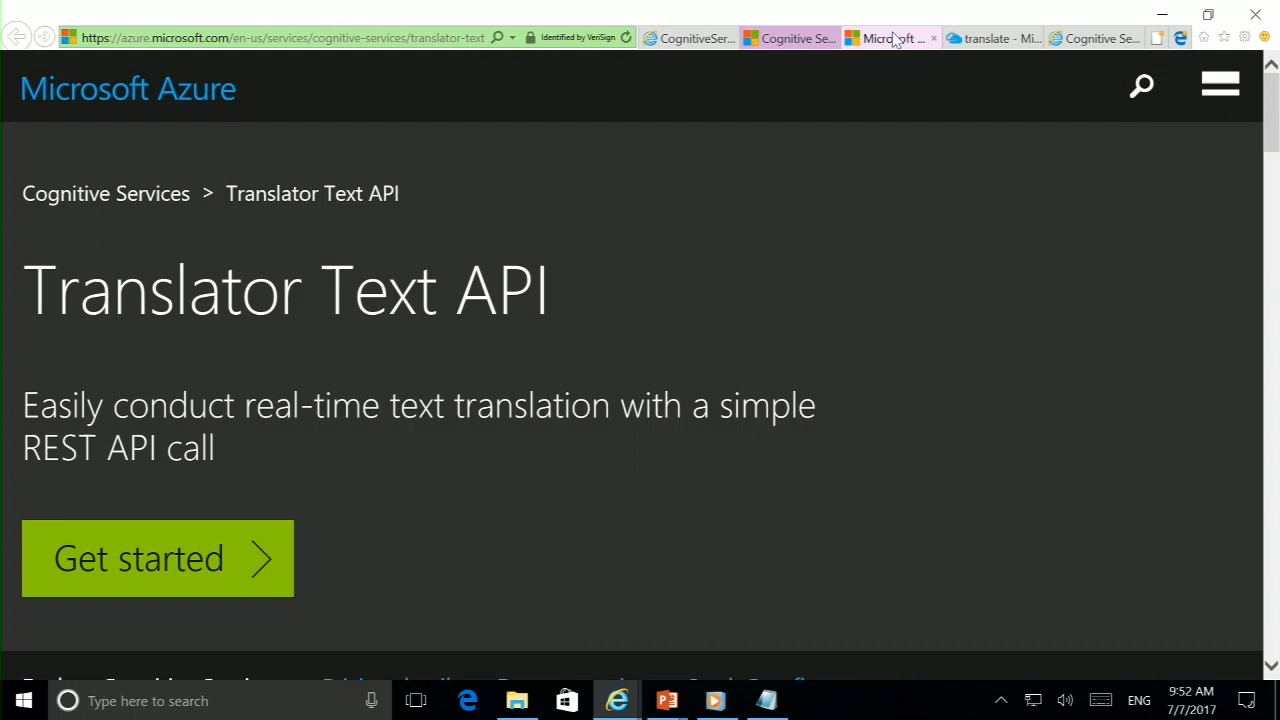 https://azure.microsoft.com/en-us/services/cognitive-services/translator-text
Identified by VeriSign
CognitiveSer...
Cognitive Se...
Microsoft ...
translate - Mi...
Cognitive Se...
Microsoft Azure
Cognitive Services > Translator Text API
Translator Text API
Easily conduct real-time text translation with a simple
REST API call
Get started
Type here to search
ENG
9:52 AM
7/7/2017